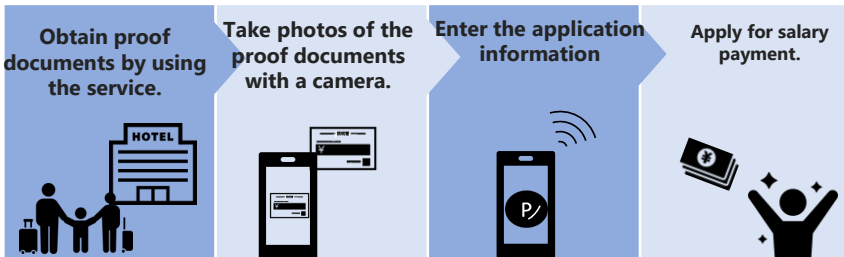 Obtain proof
documents by using
the service.
Take photos of the
proof documents
with a camera.
Enter the application
information
Apply for salary
payment.
HOTEL
¥
¥
P
¥